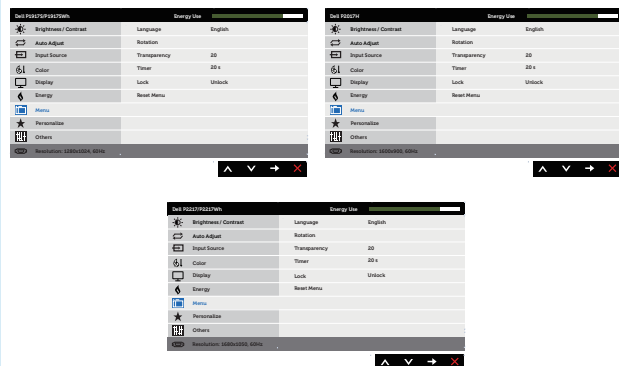 Dell P1917S/P1917SWh Energy Use
Brightness / Contrast Language English
Auto Adjust Rotation
Input Source Transparency 20
Color Timer 20 s
Display Lock Unlock
Energy Reset Menu
Menu
Personalize
Others
Resolution: 1280x1024, 60Hz
Dell P2017H Energy Use
Brightness / Contrast Language English
Auto Adjust Rotation
Input Source Transparency 20
Color Timer 20 s
Display Lock Unlock
Energy Reset Menu
Menu
Personalize
Others
Resolution: 1600x900, 60Hz
Dell P2217/P2217Wh Energy Use
Brightness / Contrast Language English
Auto Adjust Rotation
Input Source Transparency 20
Color Timer 20 s
Display Lock Unlock
Energy Reset Menu
Menu
Personalize
Others
Resolution: 1680x1050, 60Hz